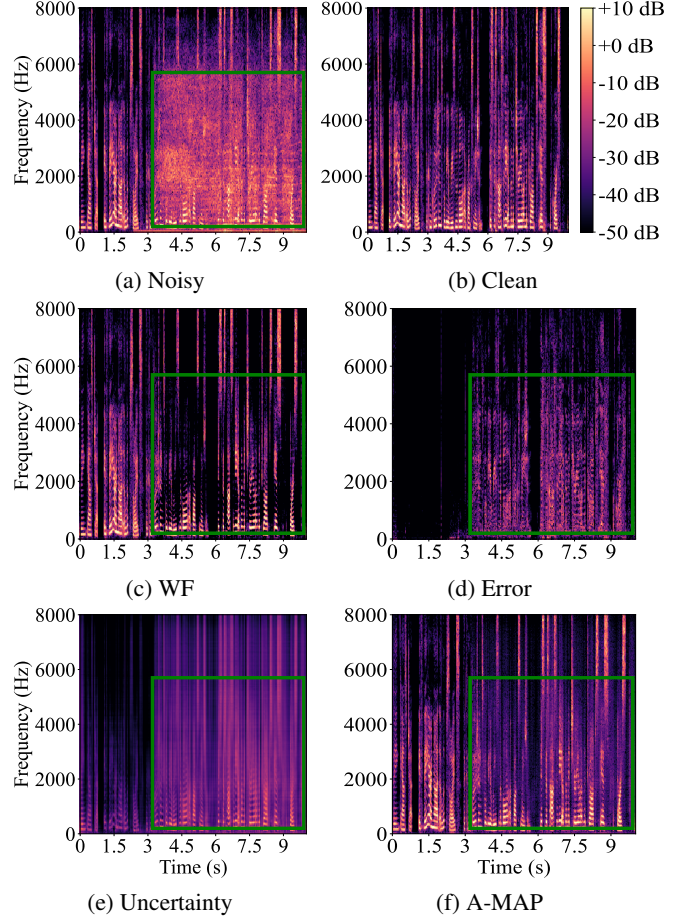 8000
6000
4000
2000
0
Frequency (Hz)
0 1.5 3 4.5 6 7.5 9
(a) Noisy
8000
6000
4000
2000
0
0 1.5 3 4.5 6 7.5 9
(b) Clean
+10 dB
+0 dB
-10 dB
-20 dB
-30 dB
-40 dB
-50 dB
8000
6000
4000
2000
0
Frequency (Hz)
0 1.5 3 4.5 6 7.5 9
(c) WF
8000
6000
4000
2000
0
0 1.5 3 4.5 6 7.5 9
(d) Error
8000
6000
4000
2000
0
Frequency (Hz)
0 1.5 3 4.5 6 7.5 9
Time (s)
(e) Uncertainty
8000
6000
4000
2000
0
0 1.5 3 4.5 6 7.5 9
Time (s)
(f) A-MAP